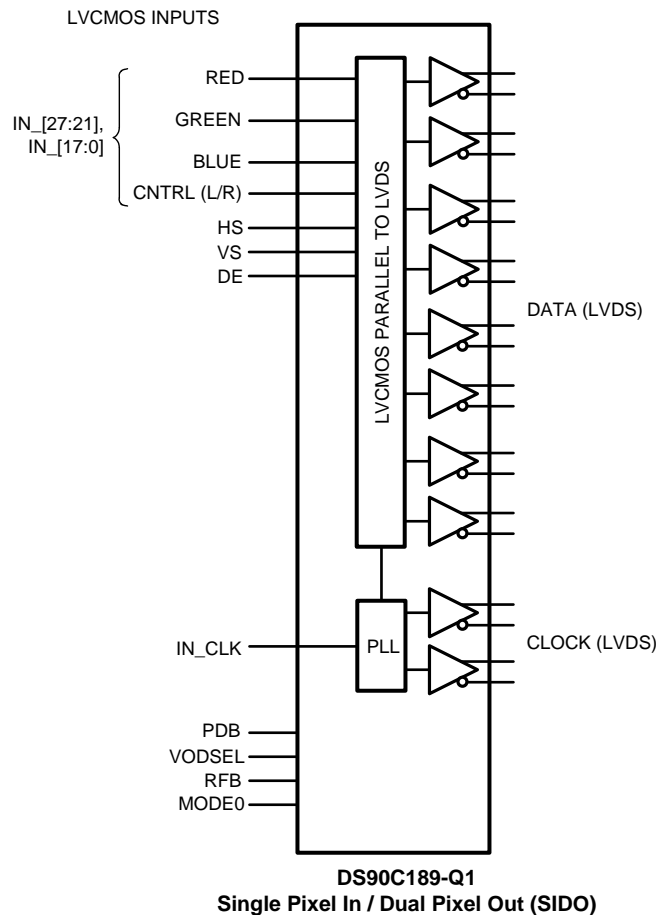 LVCMOS INPUTS
RED
GREEN
IN_[27:21],
IN_[17:0]
BLUE
CNTRL (L/R)
HS
VS
DE
LVCMOS PARALLEL TO LVDS
DATA (LVDS)
IN_CLK
PLL
CLOCK (LVDS)
PDB
VODSEL
RFB
MODE0
DS90C189-Q1
Single Pixel In / Dual Pixel Out (SIDO)